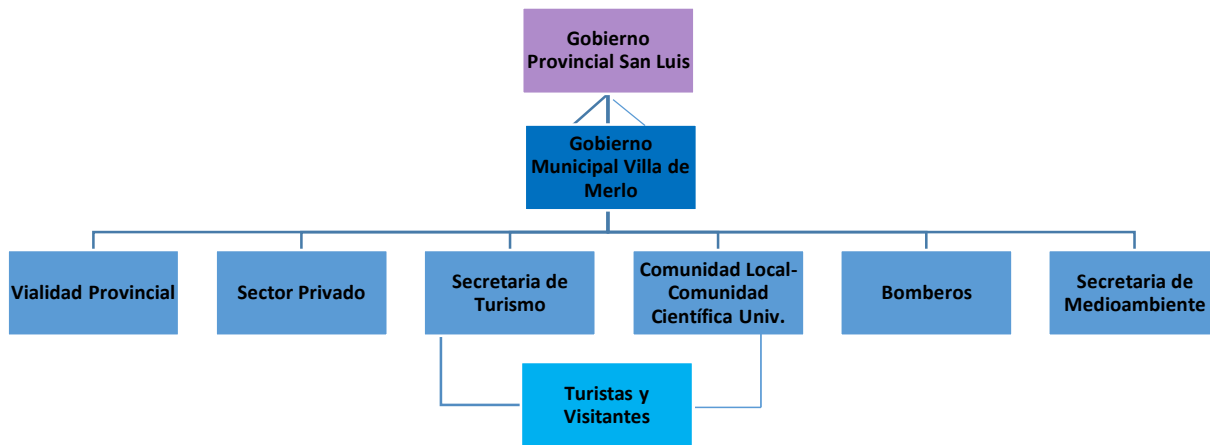 Gobierno
Provincial San Luis
Gobierno
Municipal Villa de
Merlo
Vialidad Provincial
Sector Privado
Secretaria de
Turismo
Comunidad Local-
Comunidad
Científica Univ.
Bomberos
Secretaria de
Medioambiente
Turistas y
Visitantes